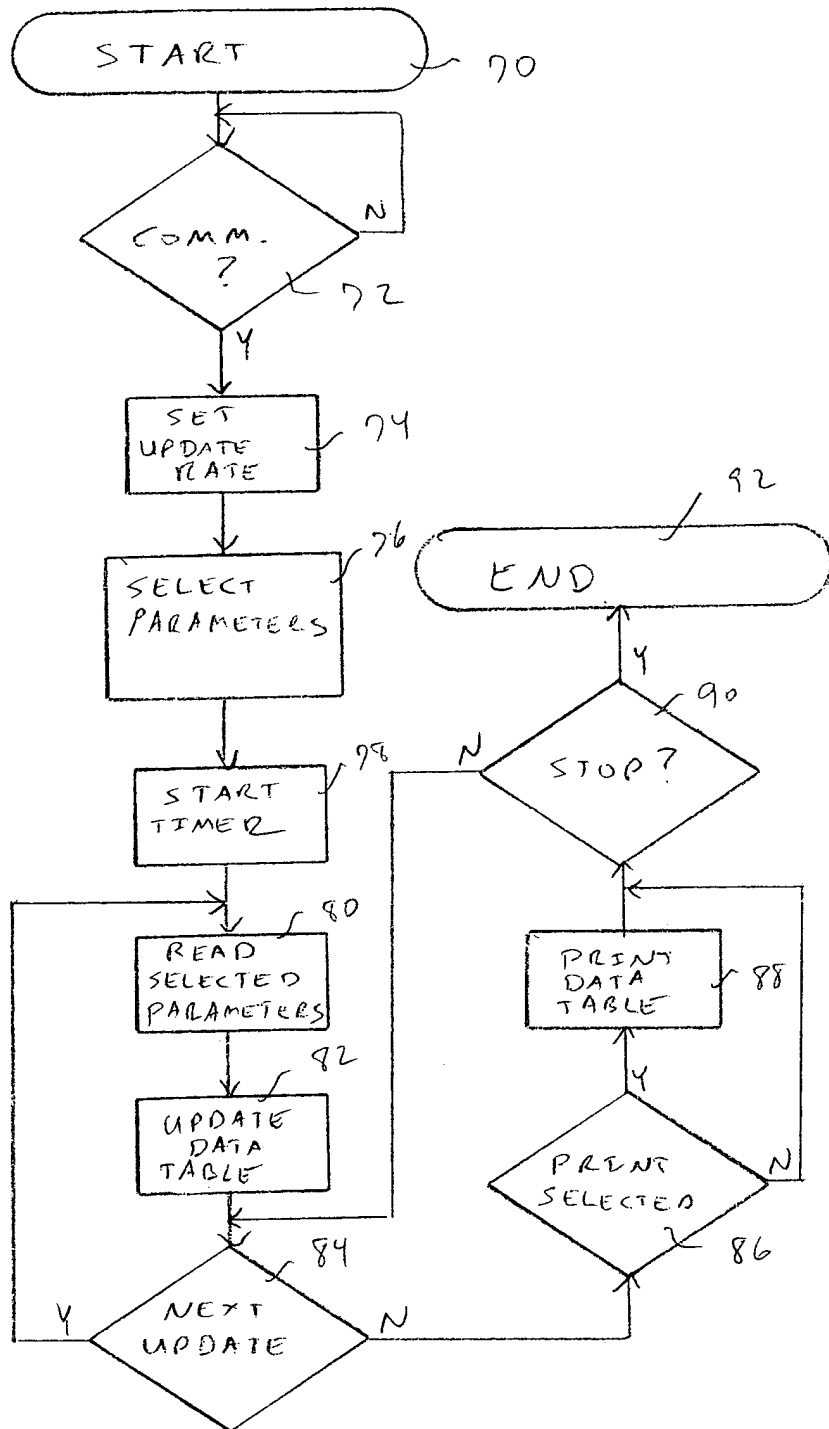 START
70
N
COMM.
?
72
Y
SET
UPDATE
RATE
74
SELECT
PARAMETERS
76
START
TIMER
78
READ
SELECTED
PARAMETERS
80
UPDATE
DATA
TABLE
82
NEXT
UPDATE
84
Y
N
PRINT
SELECTED
86
Y
N
PRINT
DATA
TABLE
88
STOP?
90
N
Y
END
92